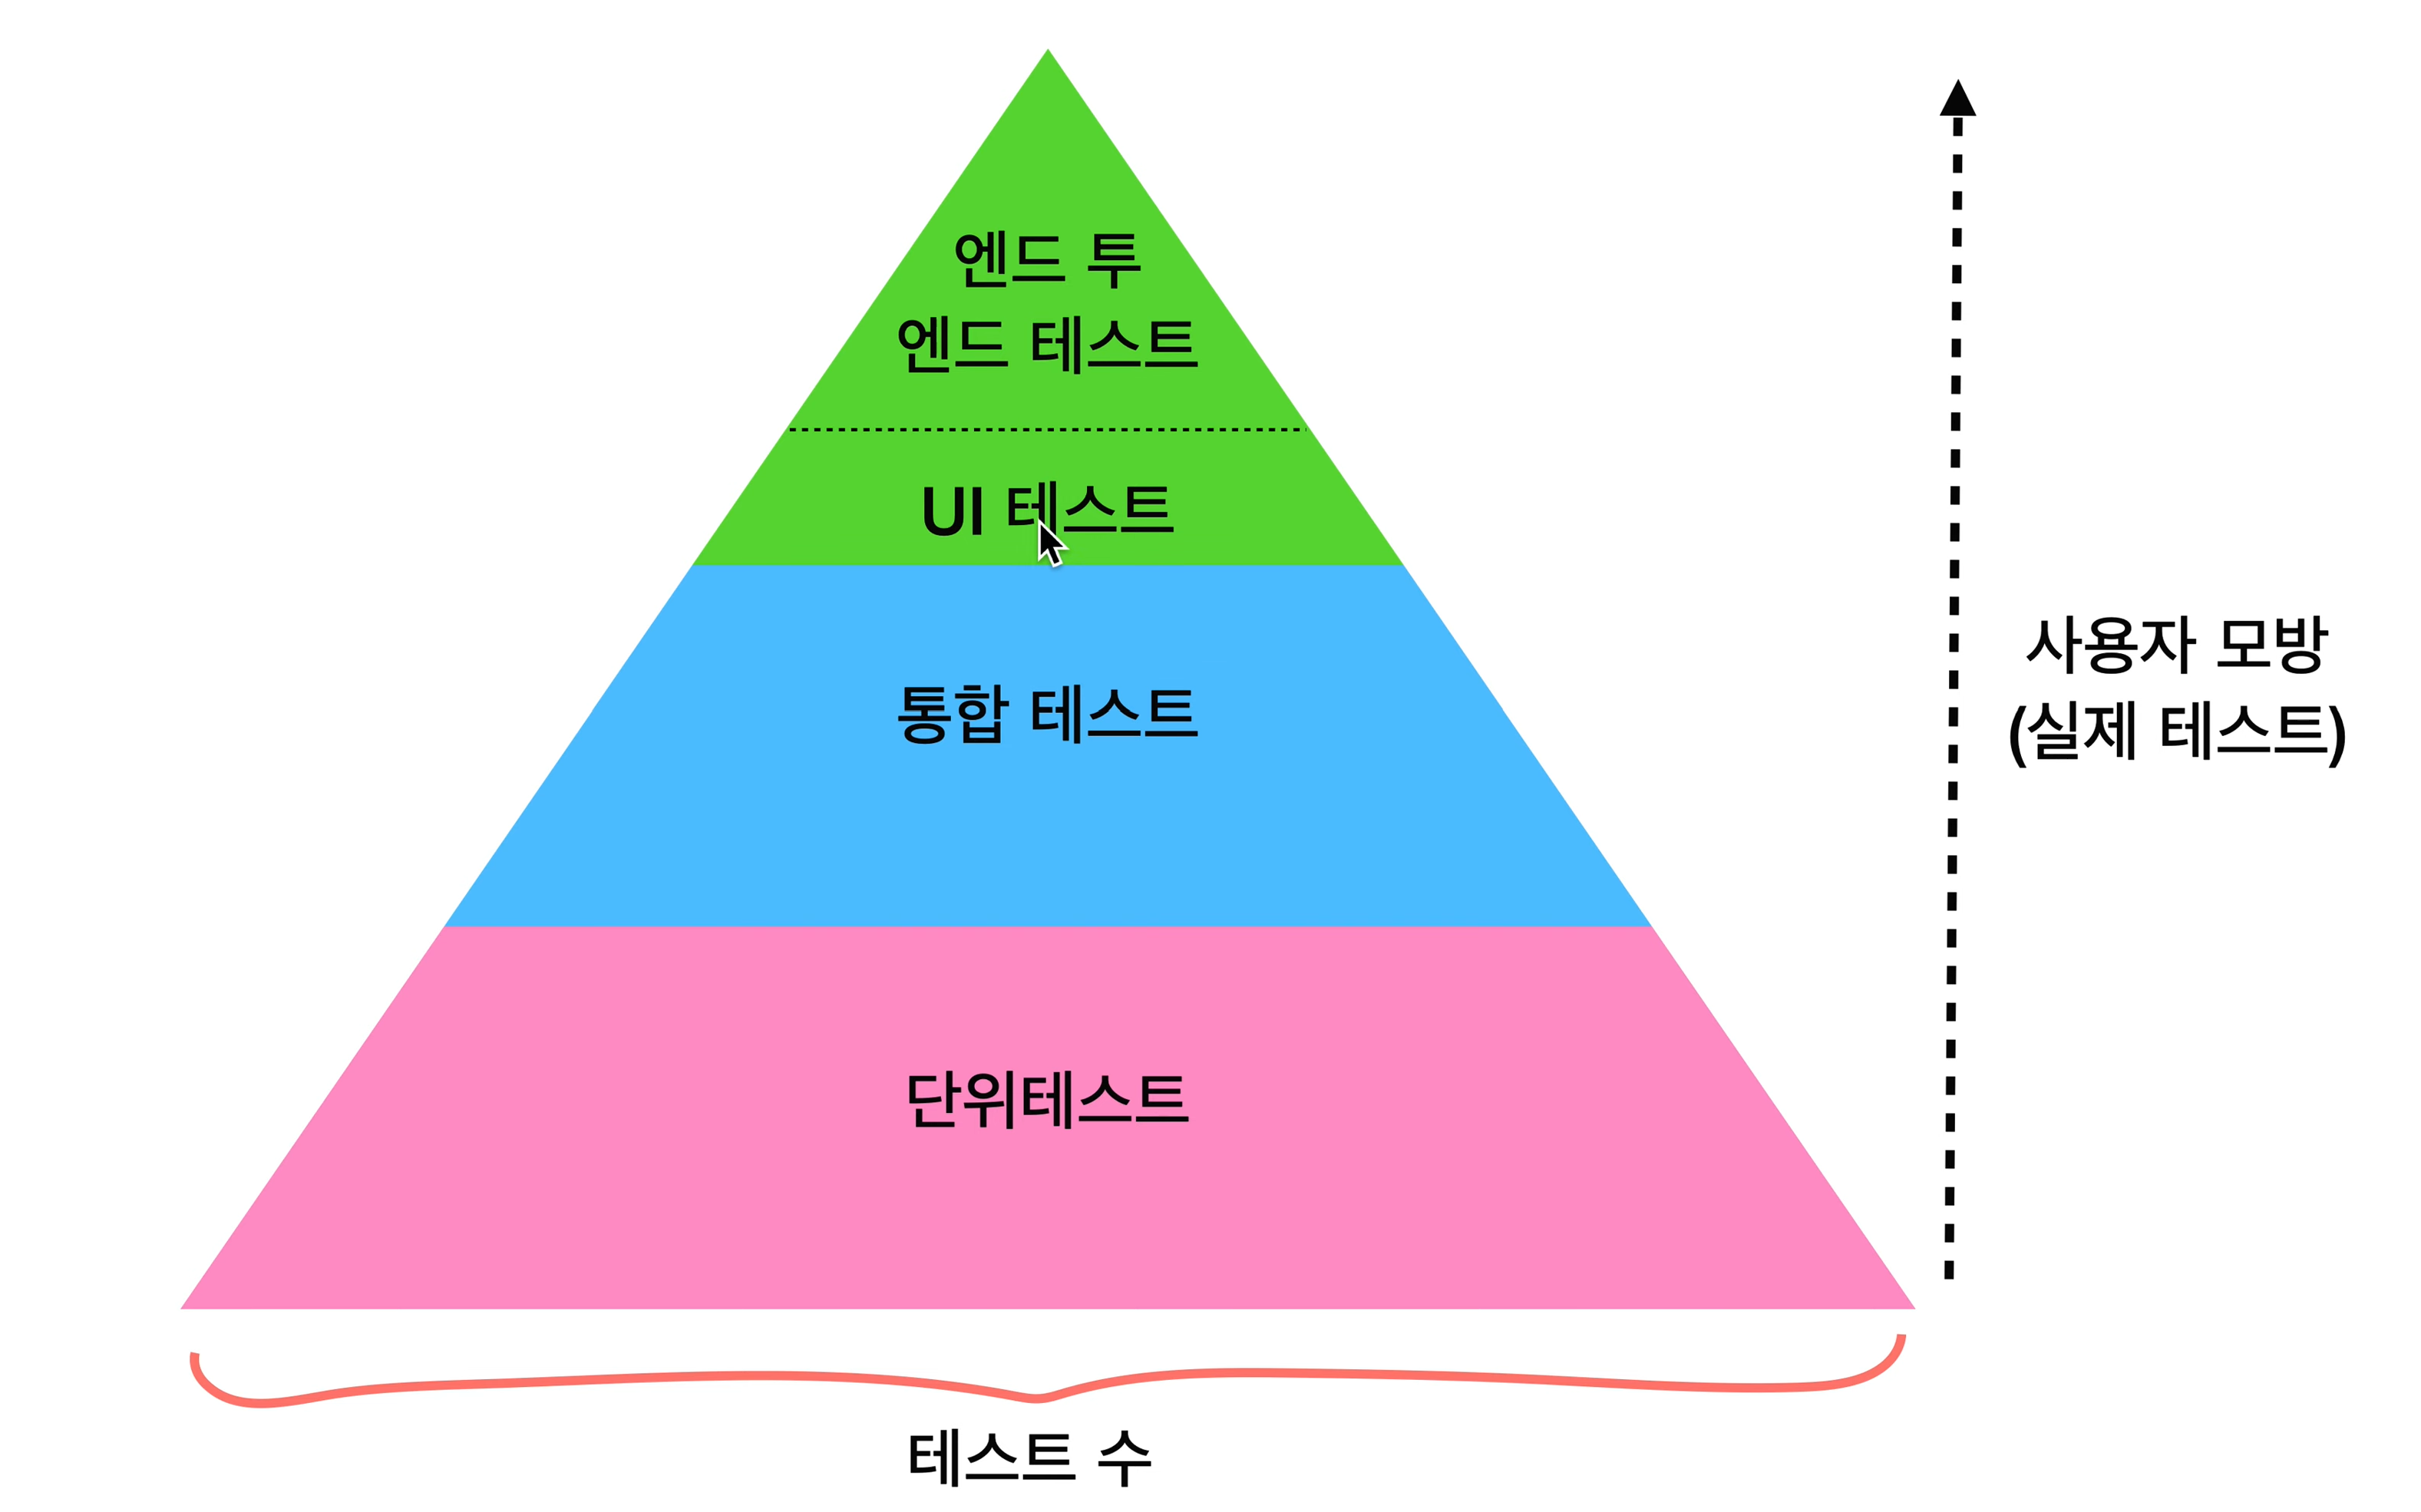 엔드 투
엔드 테스트
UI 테스트
통합 테스트
단위테스트
사용자 모방
(실제 테스트)
테스트 수